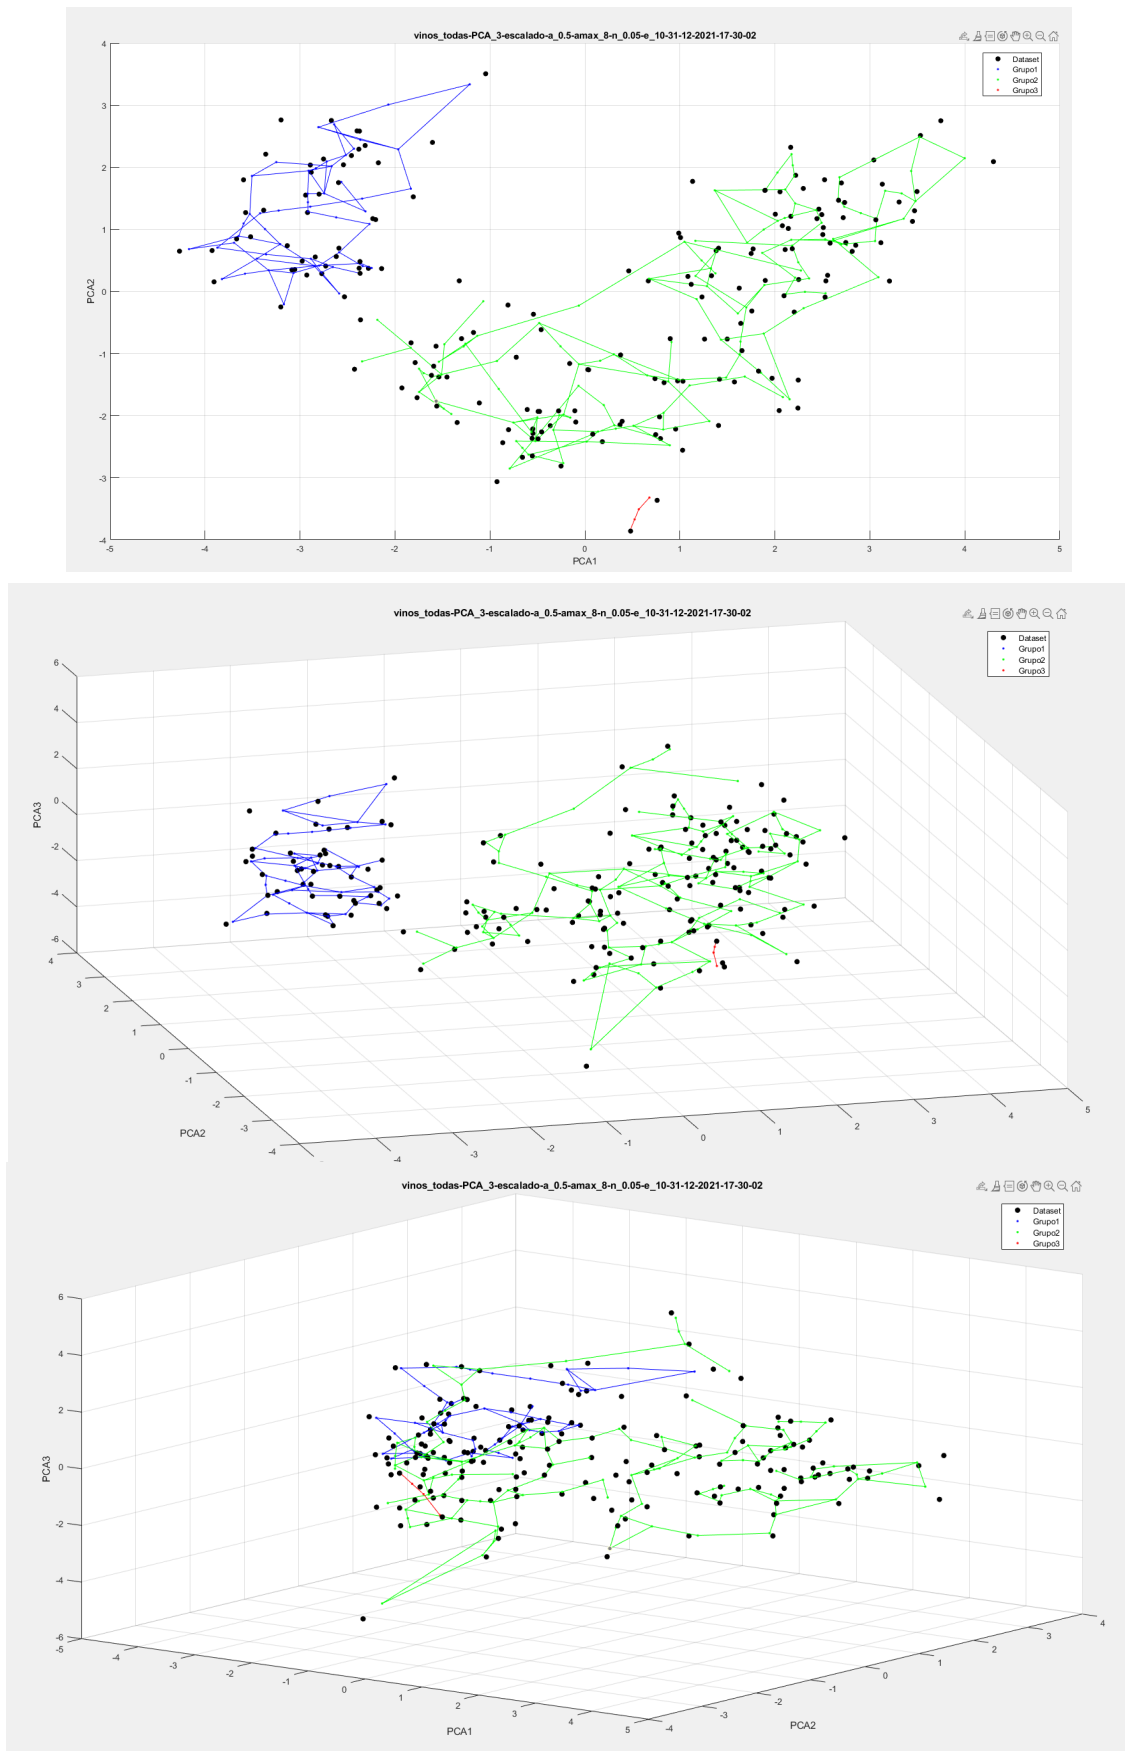 vinos_todas-PCA_3-escalado-a_0.5-amax_8-n_0.05-e_10-31-12-2021-17-30-02
Dataset
Grupo1
Grupo2
Grupo3
4
3
2
1
0
-1
-2
-3
-4
PCA2
-5 -4 -3 -2 -1 0 1 2 3 4 5
PCA1
vinos_todas-PCA_3-escalado-a_0.5-amax_8-n_0.05-e_10-31-12-2021-17-30-02
Dataset
Grupo1
Grupo2
Grupo3
6
4
2
0
-2
-4
-6
PCA3
4
3
2
1
0
-1
-2
-3
-4
PCA2
-4 -3 -2 -1 0 1 2 3 4 5
vinos_todas-PCA_3-escalado-a_0.5-amax_8-n_0.05-e_10-31-12-2021-17-30-02
Dataset
Grupo1
Grupo2
Grupo3
6
4
2
0
-2
-4
-6
PCA3
-5 -4 -3 -2 -1 0 1 2 3 4 5
PCA1
-4 -3 -2 -1 0 1 2 3 4
PCA2